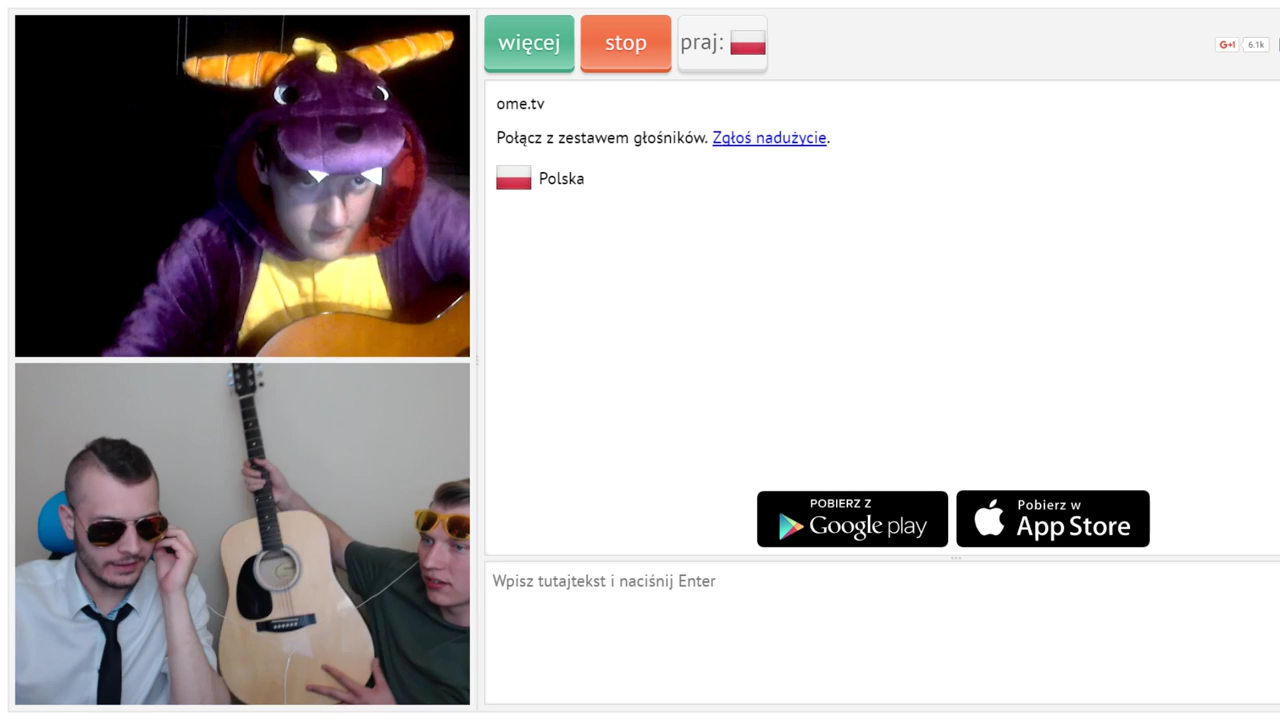 więcej
stop
praj:
G+1
6.1k
ome.tv
Połącz z zestawem głośników. Zgłoś nadużycie.
Polska
POBIERZ Z
Google play
Pobierz w
App Store
Wpisz tutajtekst i naciśnij Enter